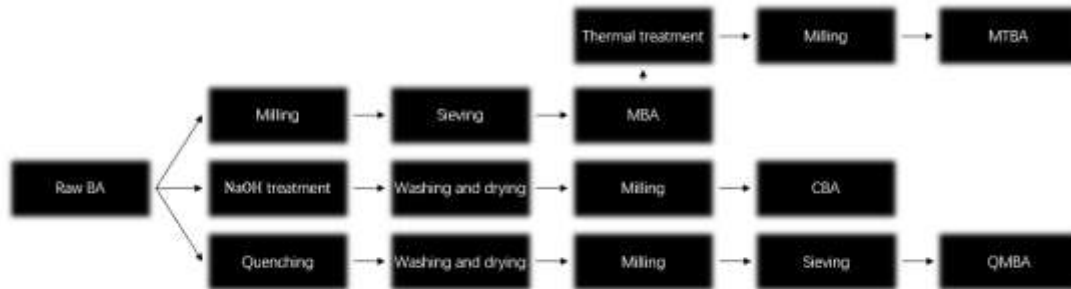 Thermal treatment
Milling
MTBA
Milling
Sieving
MBA
Raw BA
NaOH treatment
Washing and drying
Milling
CBA
Quenching
Washing and drying
Milling
Sieving
QMBA